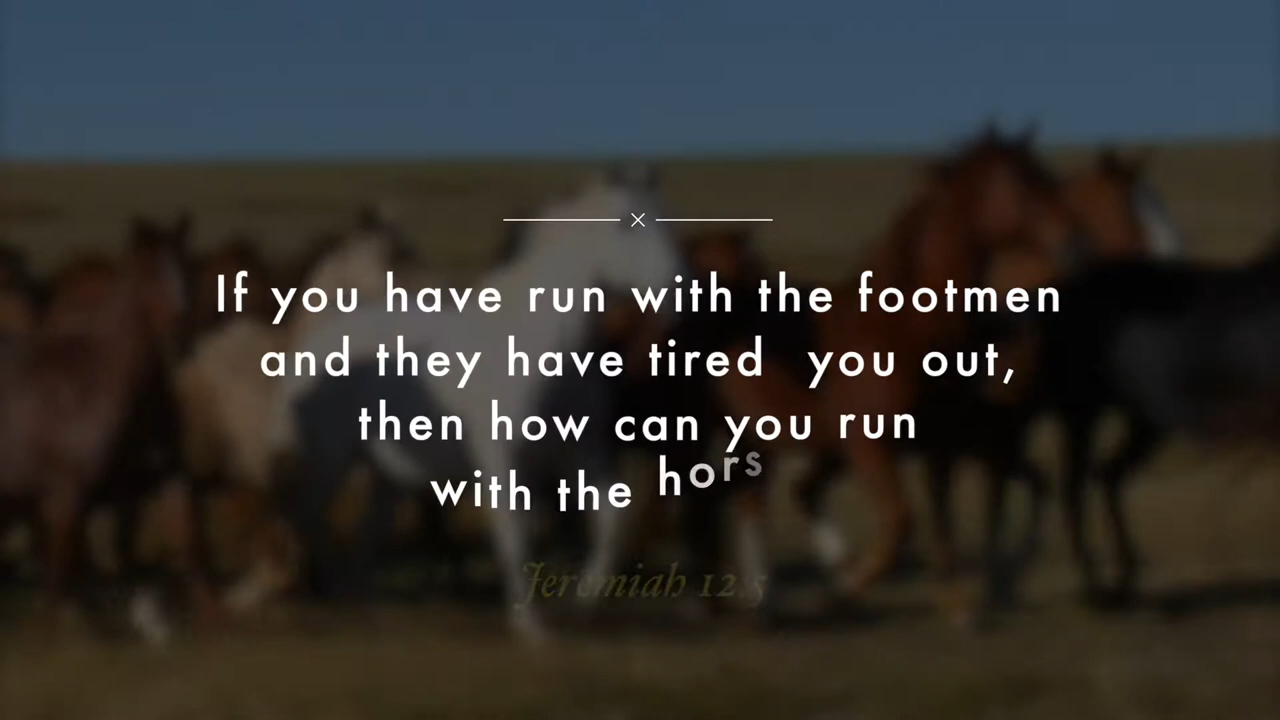 If you have run with the footmen
and they have tired you out,
then how can you run
with the hors
Jeremiah 12:5